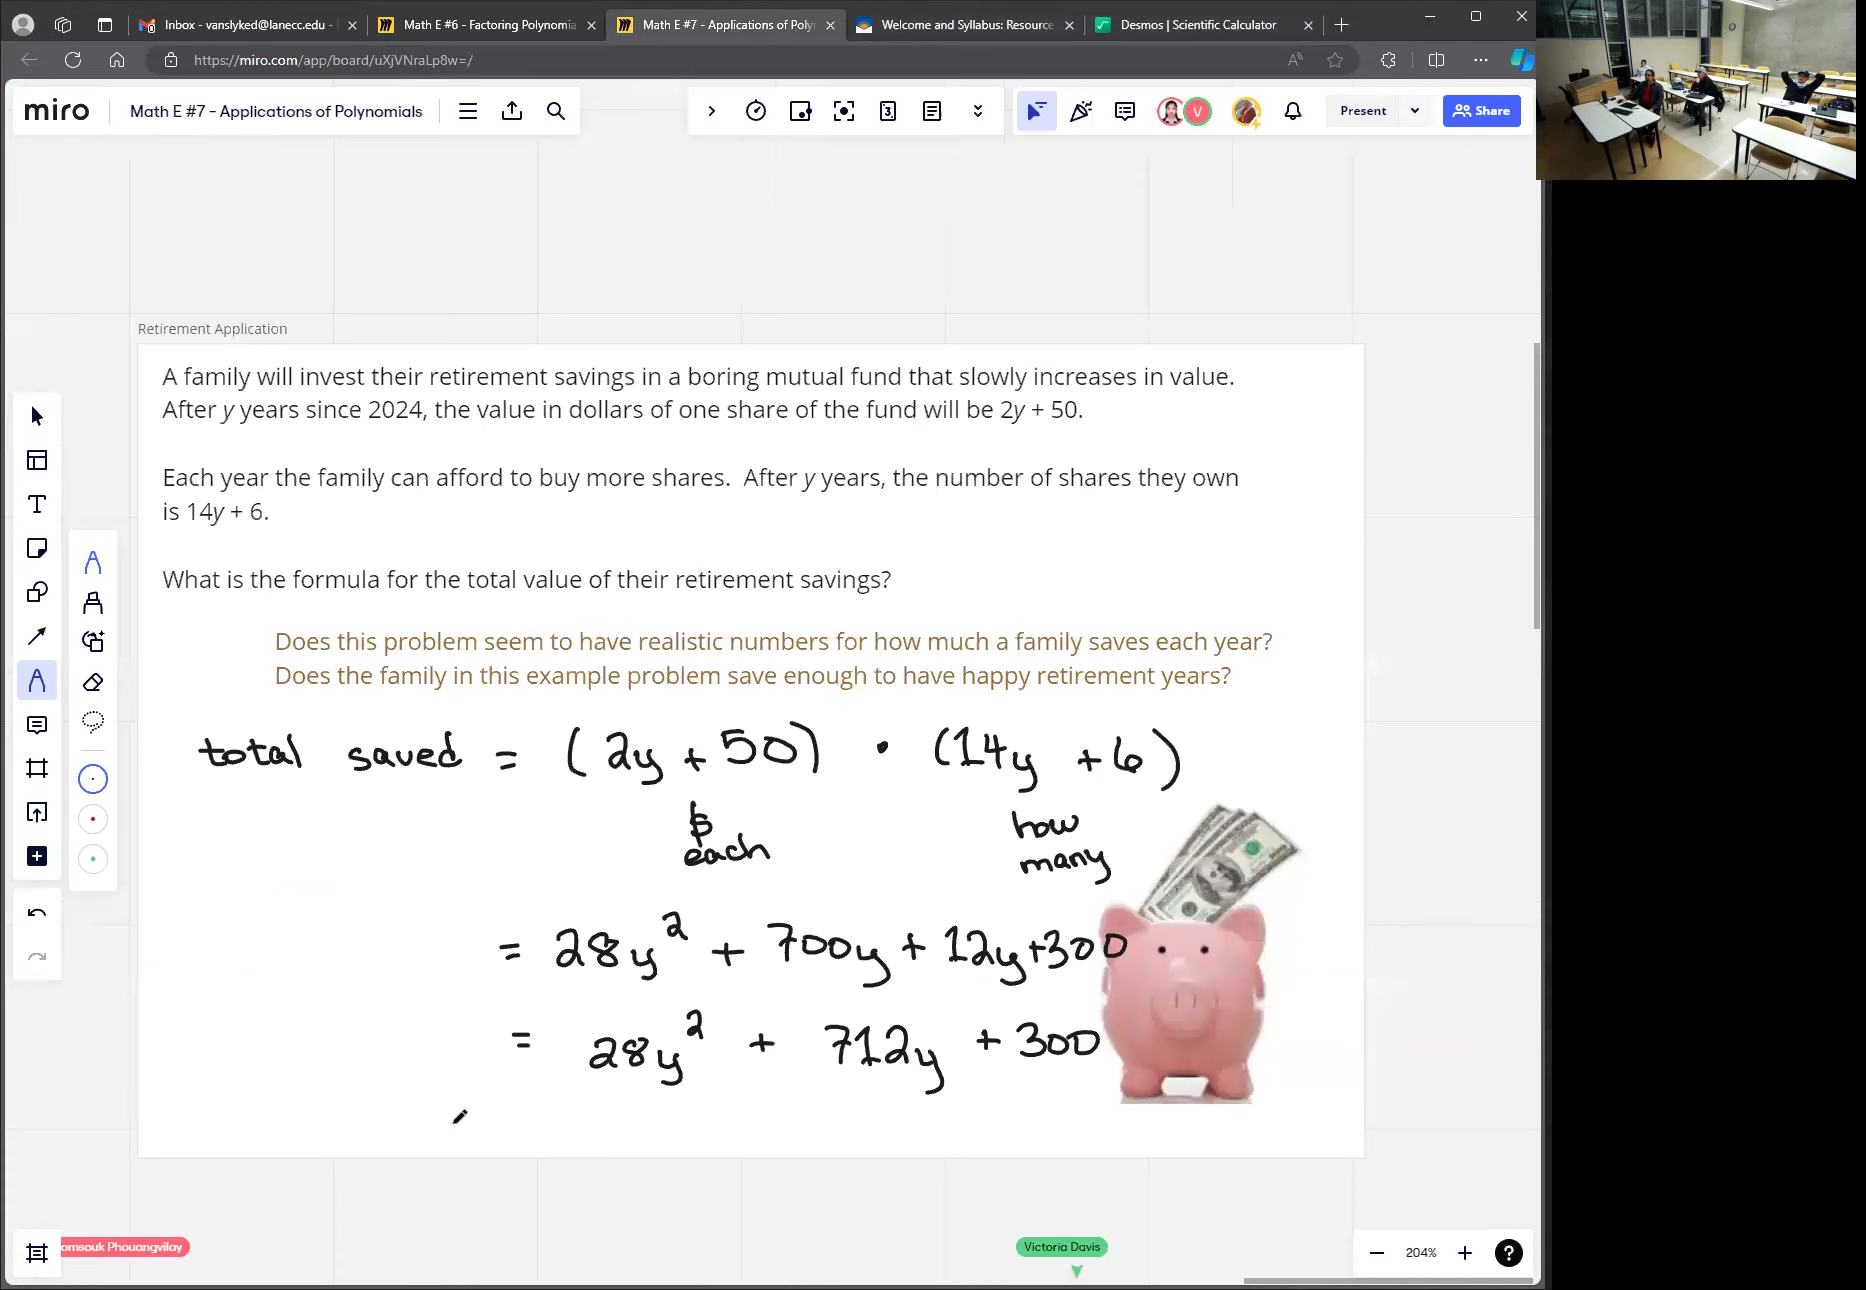 Inbox - vanslyked@lanecc.edu -
Math E #6 - Factoring Polynomia
Math E #7 - Applications of Poly
Welcome and Syllabus: Resource
Desmos | Scientific Calculator
https://miro.com/app/board/uXjVNraLp8w=/
miro
Math E #7 - Applications of Polynomials
3
V
Present
Share
Retirement Application
A family will invest their retirement savings in a boring mutual fund that slowly increases in value.
After y years since 2024, the value in dollars of one share of the fund will be 2y + 50.
Each year the family can afford to buy more shares. After y years, the number of shares they own
is 14y + 6.
What is the formula for the total value of their retirement savings?
Does this problem seem to have realistic numbers for how much a family saves each year?
Does the family in this example problem save enough to have happy retirement years?
total saved = (2y + 50) · (14y + 6)
$ each
how many
= 28y² + 700y + 12y + 300
= 28y² + 712y + 300
omsouk Phouangvilay
Victoria Davis
204%
?